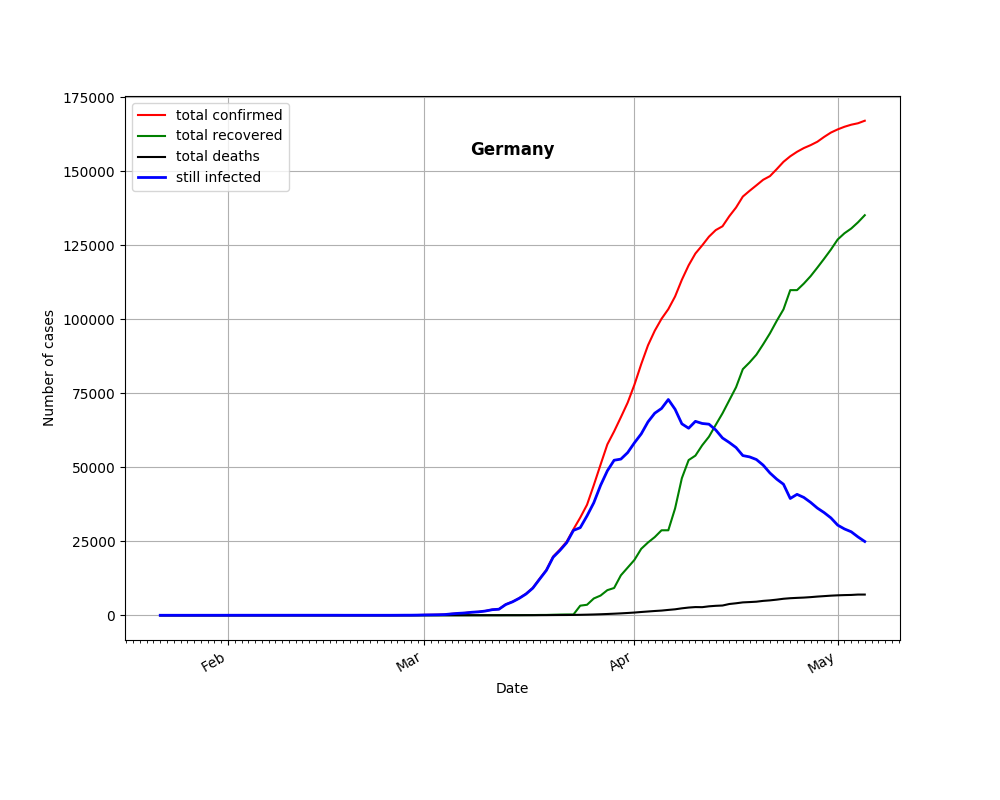 Germany
total confirmed
total recovered
total deaths
still infected
175000
150000
125000
100000
75000
50000
25000
0
Number of cases
Feb
Mar
Apr
May
Date